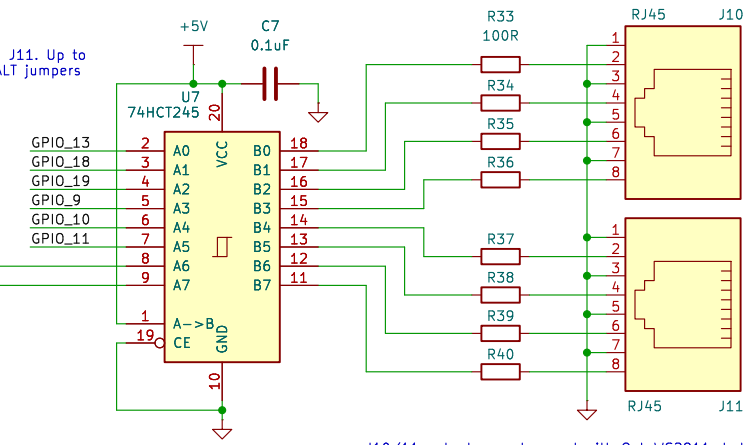 J11. Up to
ALT jumpers
+5V
C7
0.1uF
U7
74HCT245
20
VCC
GPIO_13
GPIO_18
GPIO_19
GPIO_9
GPIO_10
GPIO_11
2 A0
3 A1
4 A2
5 A3
6 A4
7 A5
8 A6
9 A7
1 A->B
19 CE
B0 18
B1 17
B2 16
B3 15
B4 14
B5 13
B6 12
B7 11
GND
10
R33
100R
R34
R35
R36
R37
R38
R39
R40
RJ45 J10
1
2
3
4
5
6
7
8
1
2
3
4
5
6
7
8
RJ45 J11